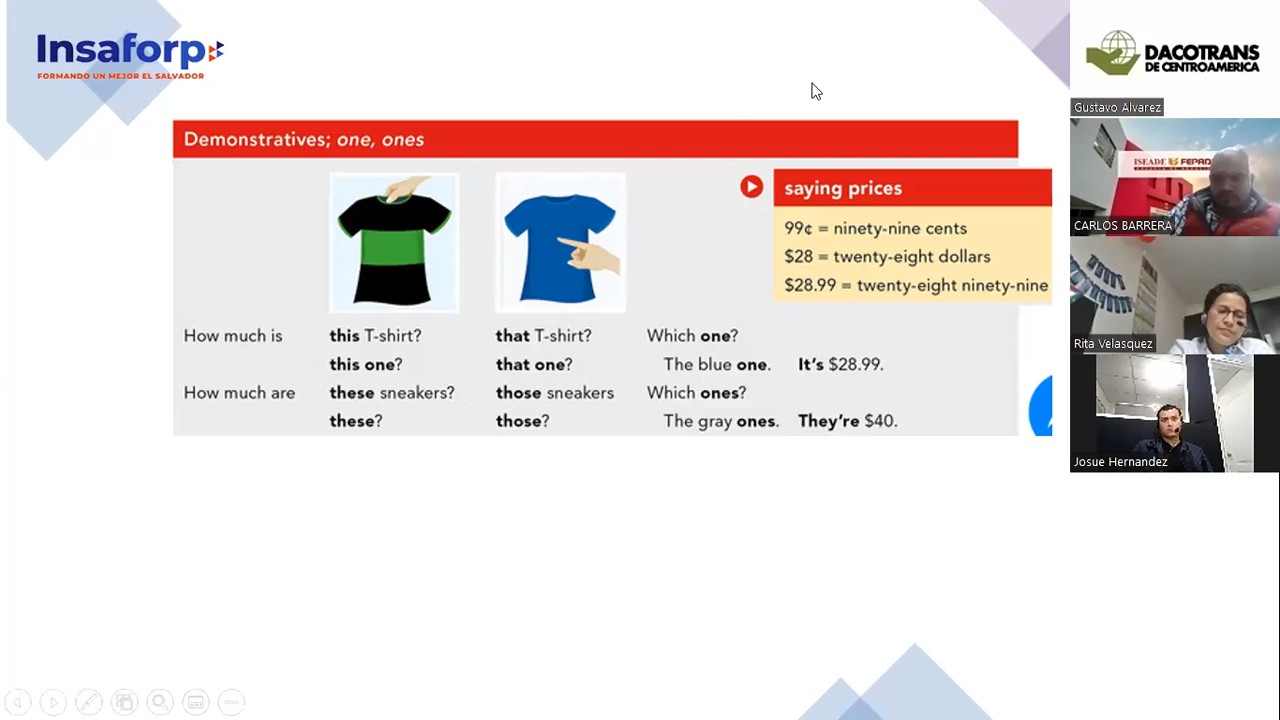 Insaforp
FORMANDO UN MEJOR EL SALVADOR
Demonstratives; one, ones
saying prices
99¢ = ninety-nine cents
$28 = twenty-eight dollars
$28.99 = twenty-eight ninety-nine
How much is this T-shirt? that T-shirt? Which one?
this one? that one? The blue one. It's $28.99.
How much are these sneakers? those sneakers Which ones?
these? those? The gray ones. They're $40.
DACOTRANS
DE CENTROAMERICA
Gustavo Alvarez
ISEADE FEPADE
CARLOS BARRERA
Rita Velasquez
Josue Hernandez